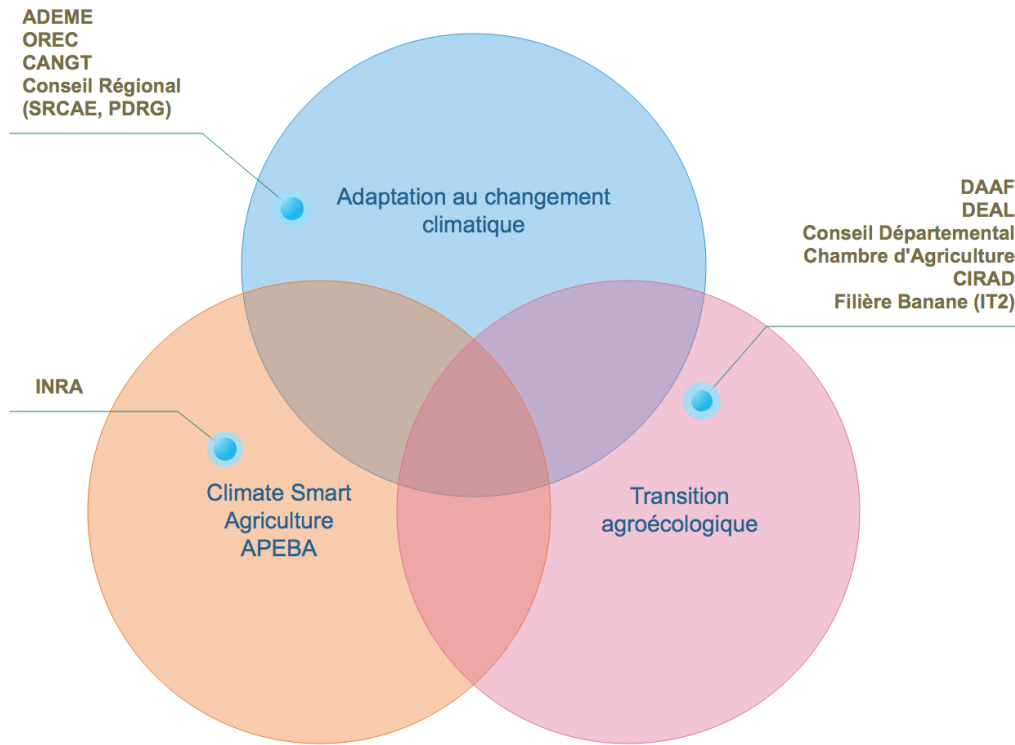 ADEME
OREC
CANGT
Conseil Régional
(SRCAE, PDRG)
Adaptation au changement
climatique
DAAF
DEAL
Conseil Départemental
Chambre d'Agriculture
CIRAD
Filière Banane (IT2)
INRA
Climate Smart
Agriculture
APEBA
Transition
agroécologique